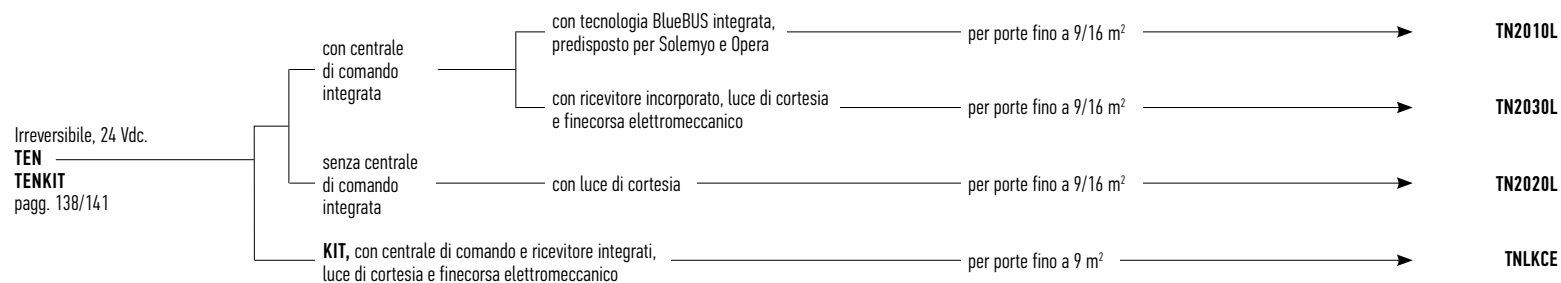 Irreversibile, 24 Vdc.
TEN
TENKIT
pagg. 138/141
con centrale
di comando
integrata
con tecnologia BlueBUS integrata,
predisposto per Solemyo e Opera
per porte fino a 9/16 m²
TN2010L
con ricevitore incorporato, luce di cortesia
e finecorsa elettromeccanico
per porte fino a 9/16 m²
TN2030L
senza centrale
di comando
integrata
con luce di cortesia
per porte fino a 9/16 m²
TN2020L
KIT, con centrale di comando e ricevitore integrati,
luce di cortesia e finecorsa elettromeccanico
per porte fino a 9 m²
TNLKCE